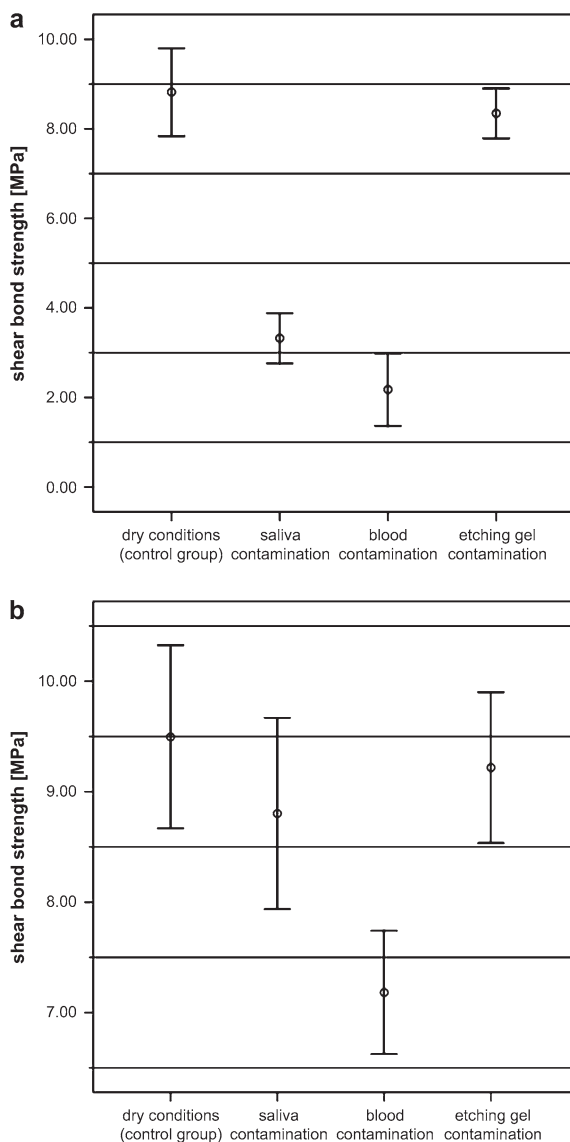 a
10.00
8.00
6.00
4.00
2.00
0.00
shear bond strength [MPa]
dry conditions
(control group)
saliva
contamination
blood
contamination
etching gel
contamination
b
10.00
9.00
8.00
7.00
shear bond strength [MPa]
dry conditions
(control group)
saliva
contamination
blood
contamination
etching gel
contamination